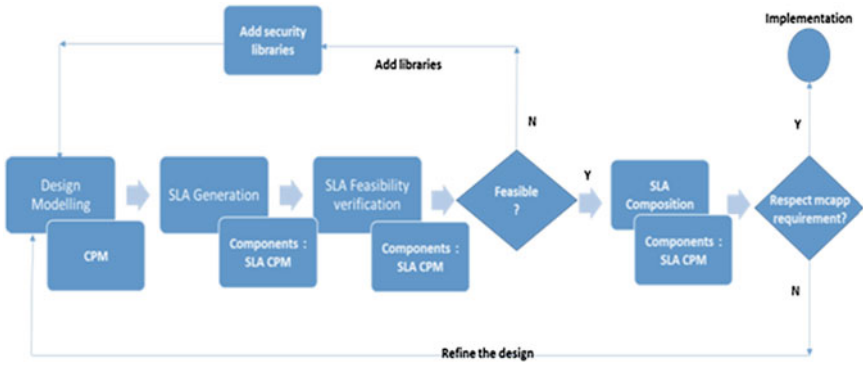 Implementation
Add security
libraries
Add libraries
N
Y
Design
Modelling
CPM
SLA Generation
Components :
SLA CPM
SLA Feasibility
verification
Components :
SLA CPM
Feasible
?
Y
SLA
Composition
Components :
SLA CPM
Respect mcapp
requirement?
N
Refine the design